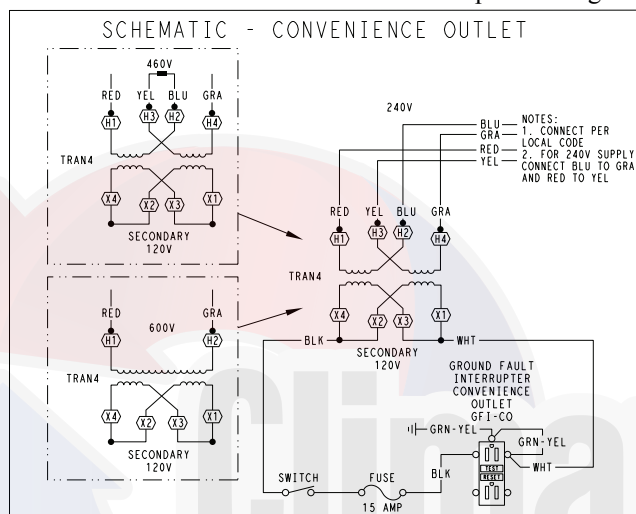 SCHEMATIC - CONVENIENCE OUTLET
460V
RED YEL BLU GRA
H1 H3 H2 H4
TRAN4
X4 X2 X3 X1
SECONDARY
120V
600V
RED GRA
H1 H2
TRAN4
X4 X2 X3 X1
SECONDARY
120V
240V
BLU
GRA
RED
YEL
NOTES:
1. CONNECT PER
LOCAL CODE
2. FOR 240V SUPPLY
CONNECT BLU TO GRA
AND RED TO YEL
RED YEL BLU GRA
H1 H3 H2 H4
TRAN4
X4 X2 X3 X1
BLK WHT
SECONDARY
120V
GROUND FAULT
INTERRUPTER
CONVENIENCE
OUTLET
GFI-CO
GRN-YEL
GRN-YEL
WHT
BLK
TEST
RESET
SWITCH FUSE
15 AMP
Clima